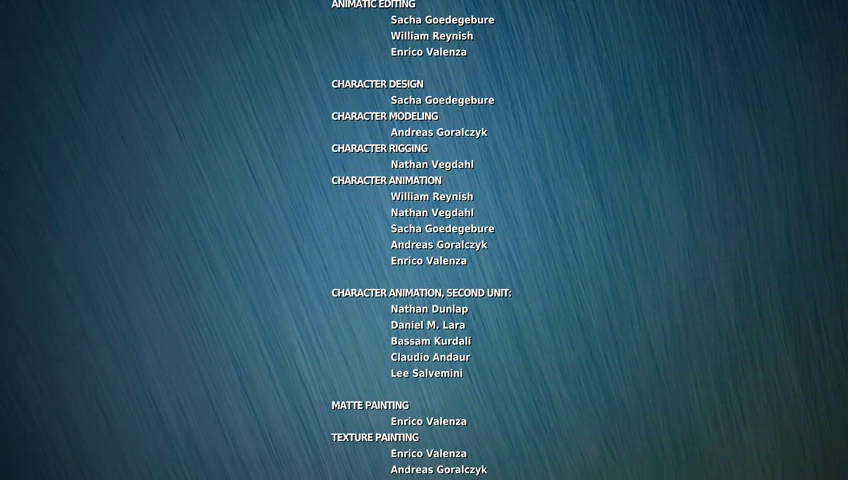 ANIMATIC EDITING
Sacha Goedegebure
William Reynish
Enrico Valenza
CHARACTER DESIGN
Sacha Goedegebure
CHARACTER MODELING
Andreas Goralczyk
CHARACTER RIGGING
Nathan Vegdahl
CHARACTER ANIMATION
William Reynish
Nathan Vegdahl
Sacha Goedegebure
Andreas Goralczyk
Enrico Valenza
CHARACTER ANIMATION, SECOND UNIT:
Nathan Dunlap
Daniel M. Lara
Bassam Kurdali
Claudio Andaur
Lee Salvemini
MATTE PAINTING
Enrico Valenza
TEXTURE PAINTING
Enrico Valenza
Andreas Goralczyk